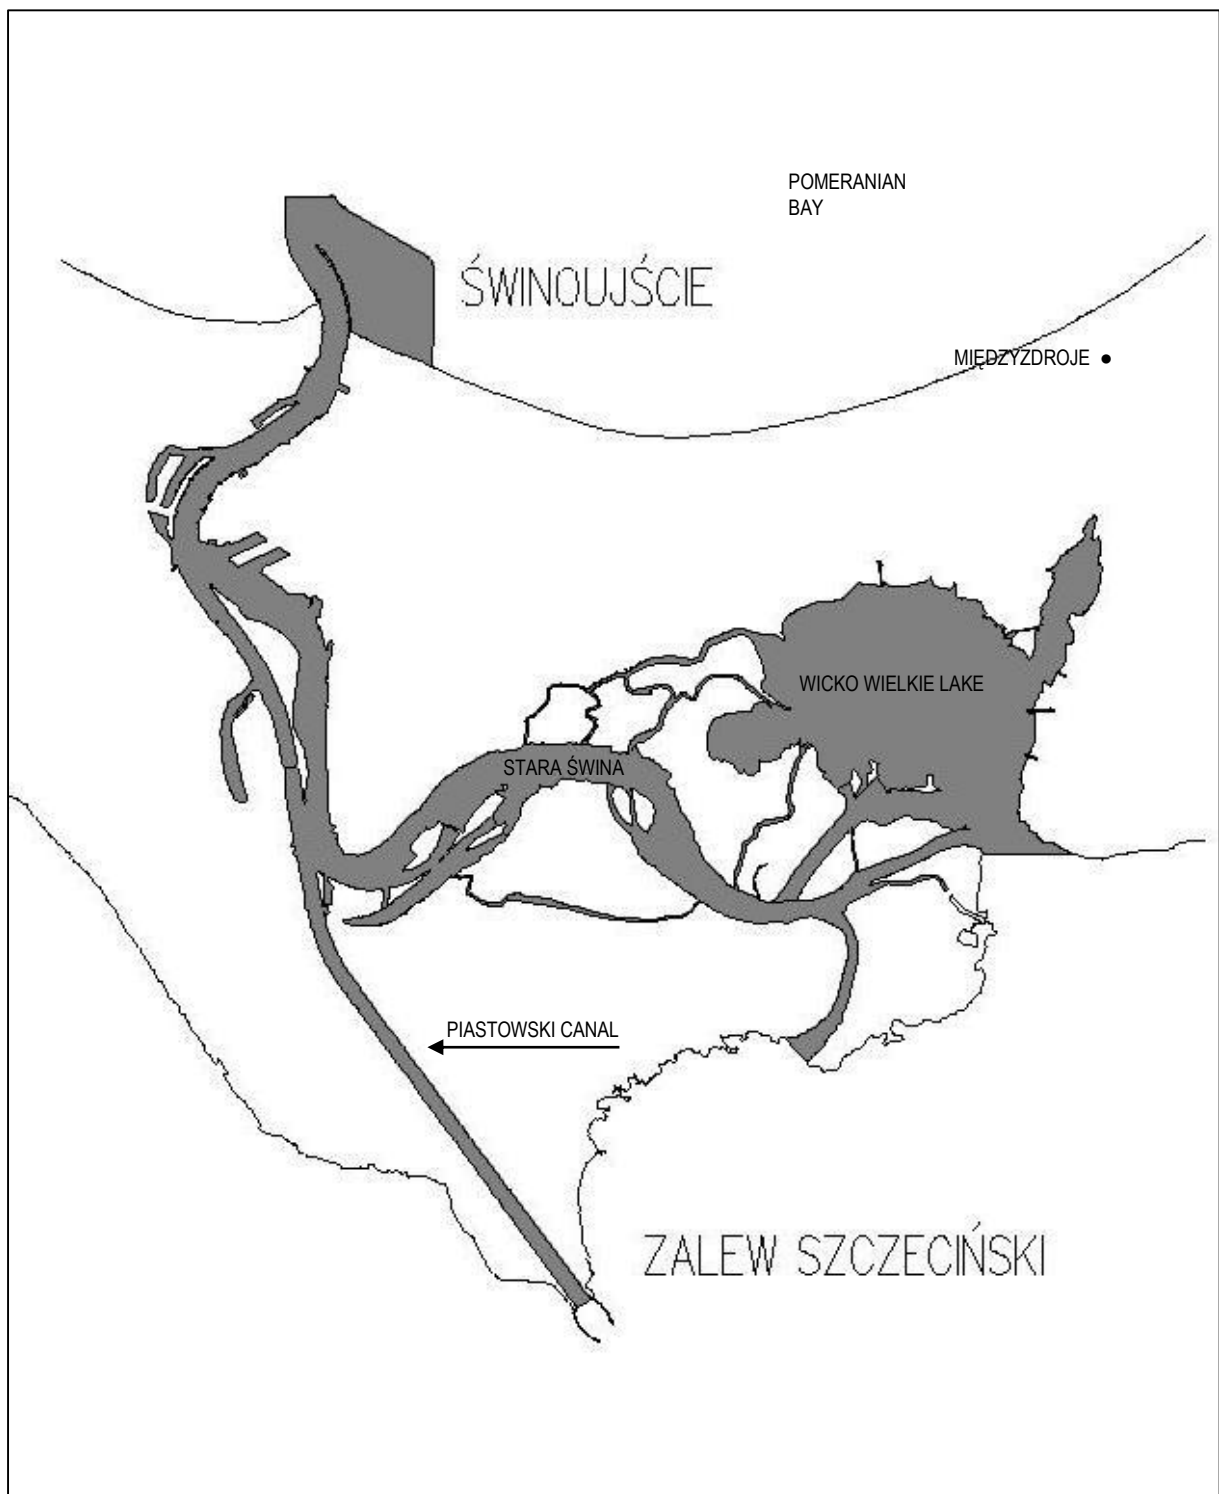 POMERANIAN
BAY
ŚWINOUJŚCIE
MIĘDZYZDROJE
WICKO WIELKIE LAKE
STARA ŚWINA
PIASTOWSKI CANAL
ZALEW SZCZECIŃSKI